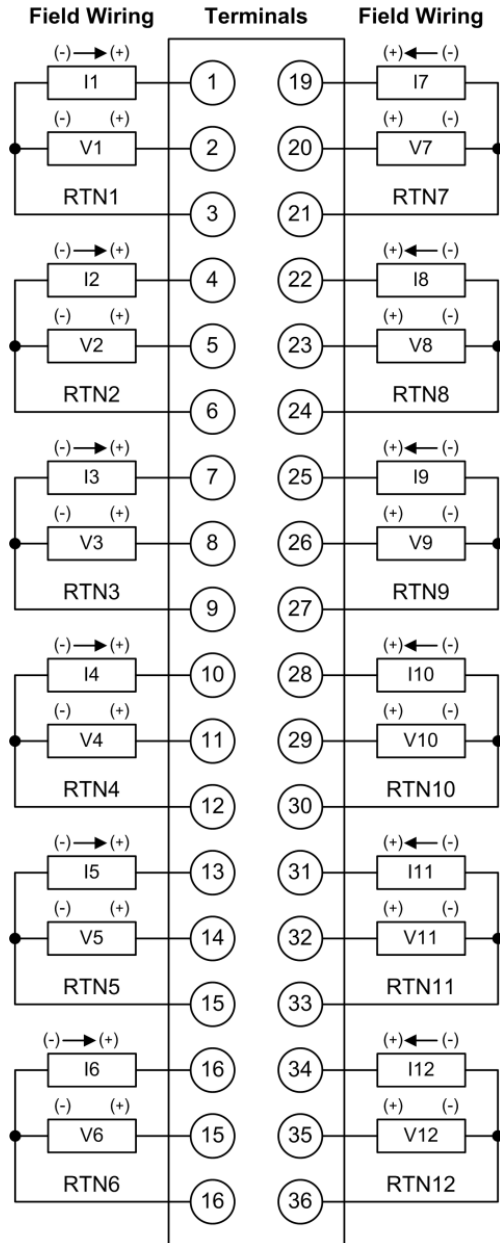 Field Wiring Terminals Field Wiring
(-) (+) (+) (-)
I1 1 19 I7
(-) (+) (+) (-)
V1 2 20 V7
RTN1 3 21 RTN7
(-) (+) (+) (-)
I2 4 22 I8
(-) (+) (+) (-)
V2 5 23 V8
RTN2 6 24 RTN8
(-) (+) (+) (-)
I3 7 25 I9
(-) (+) (+) (-)
V3 8 26 V9
RTN3 9 27 RTN9
(-) (+) (+) (-)
I4 10 28 I10
(-) (+) (+) (-)
V4 11 29 V10
RTN4 12 30 RTN10
(-) (+) (+) (-)
I5 13 31 I11
(-) (+) (+) (-)
V5 14 32 V11
RTN5 15 33 RTN11
(-) (+) (+) (-)
I6 16 34 I12
(-) (+) (+) (-)
V6 15 35 V12
RTN6 16 36 RTN12